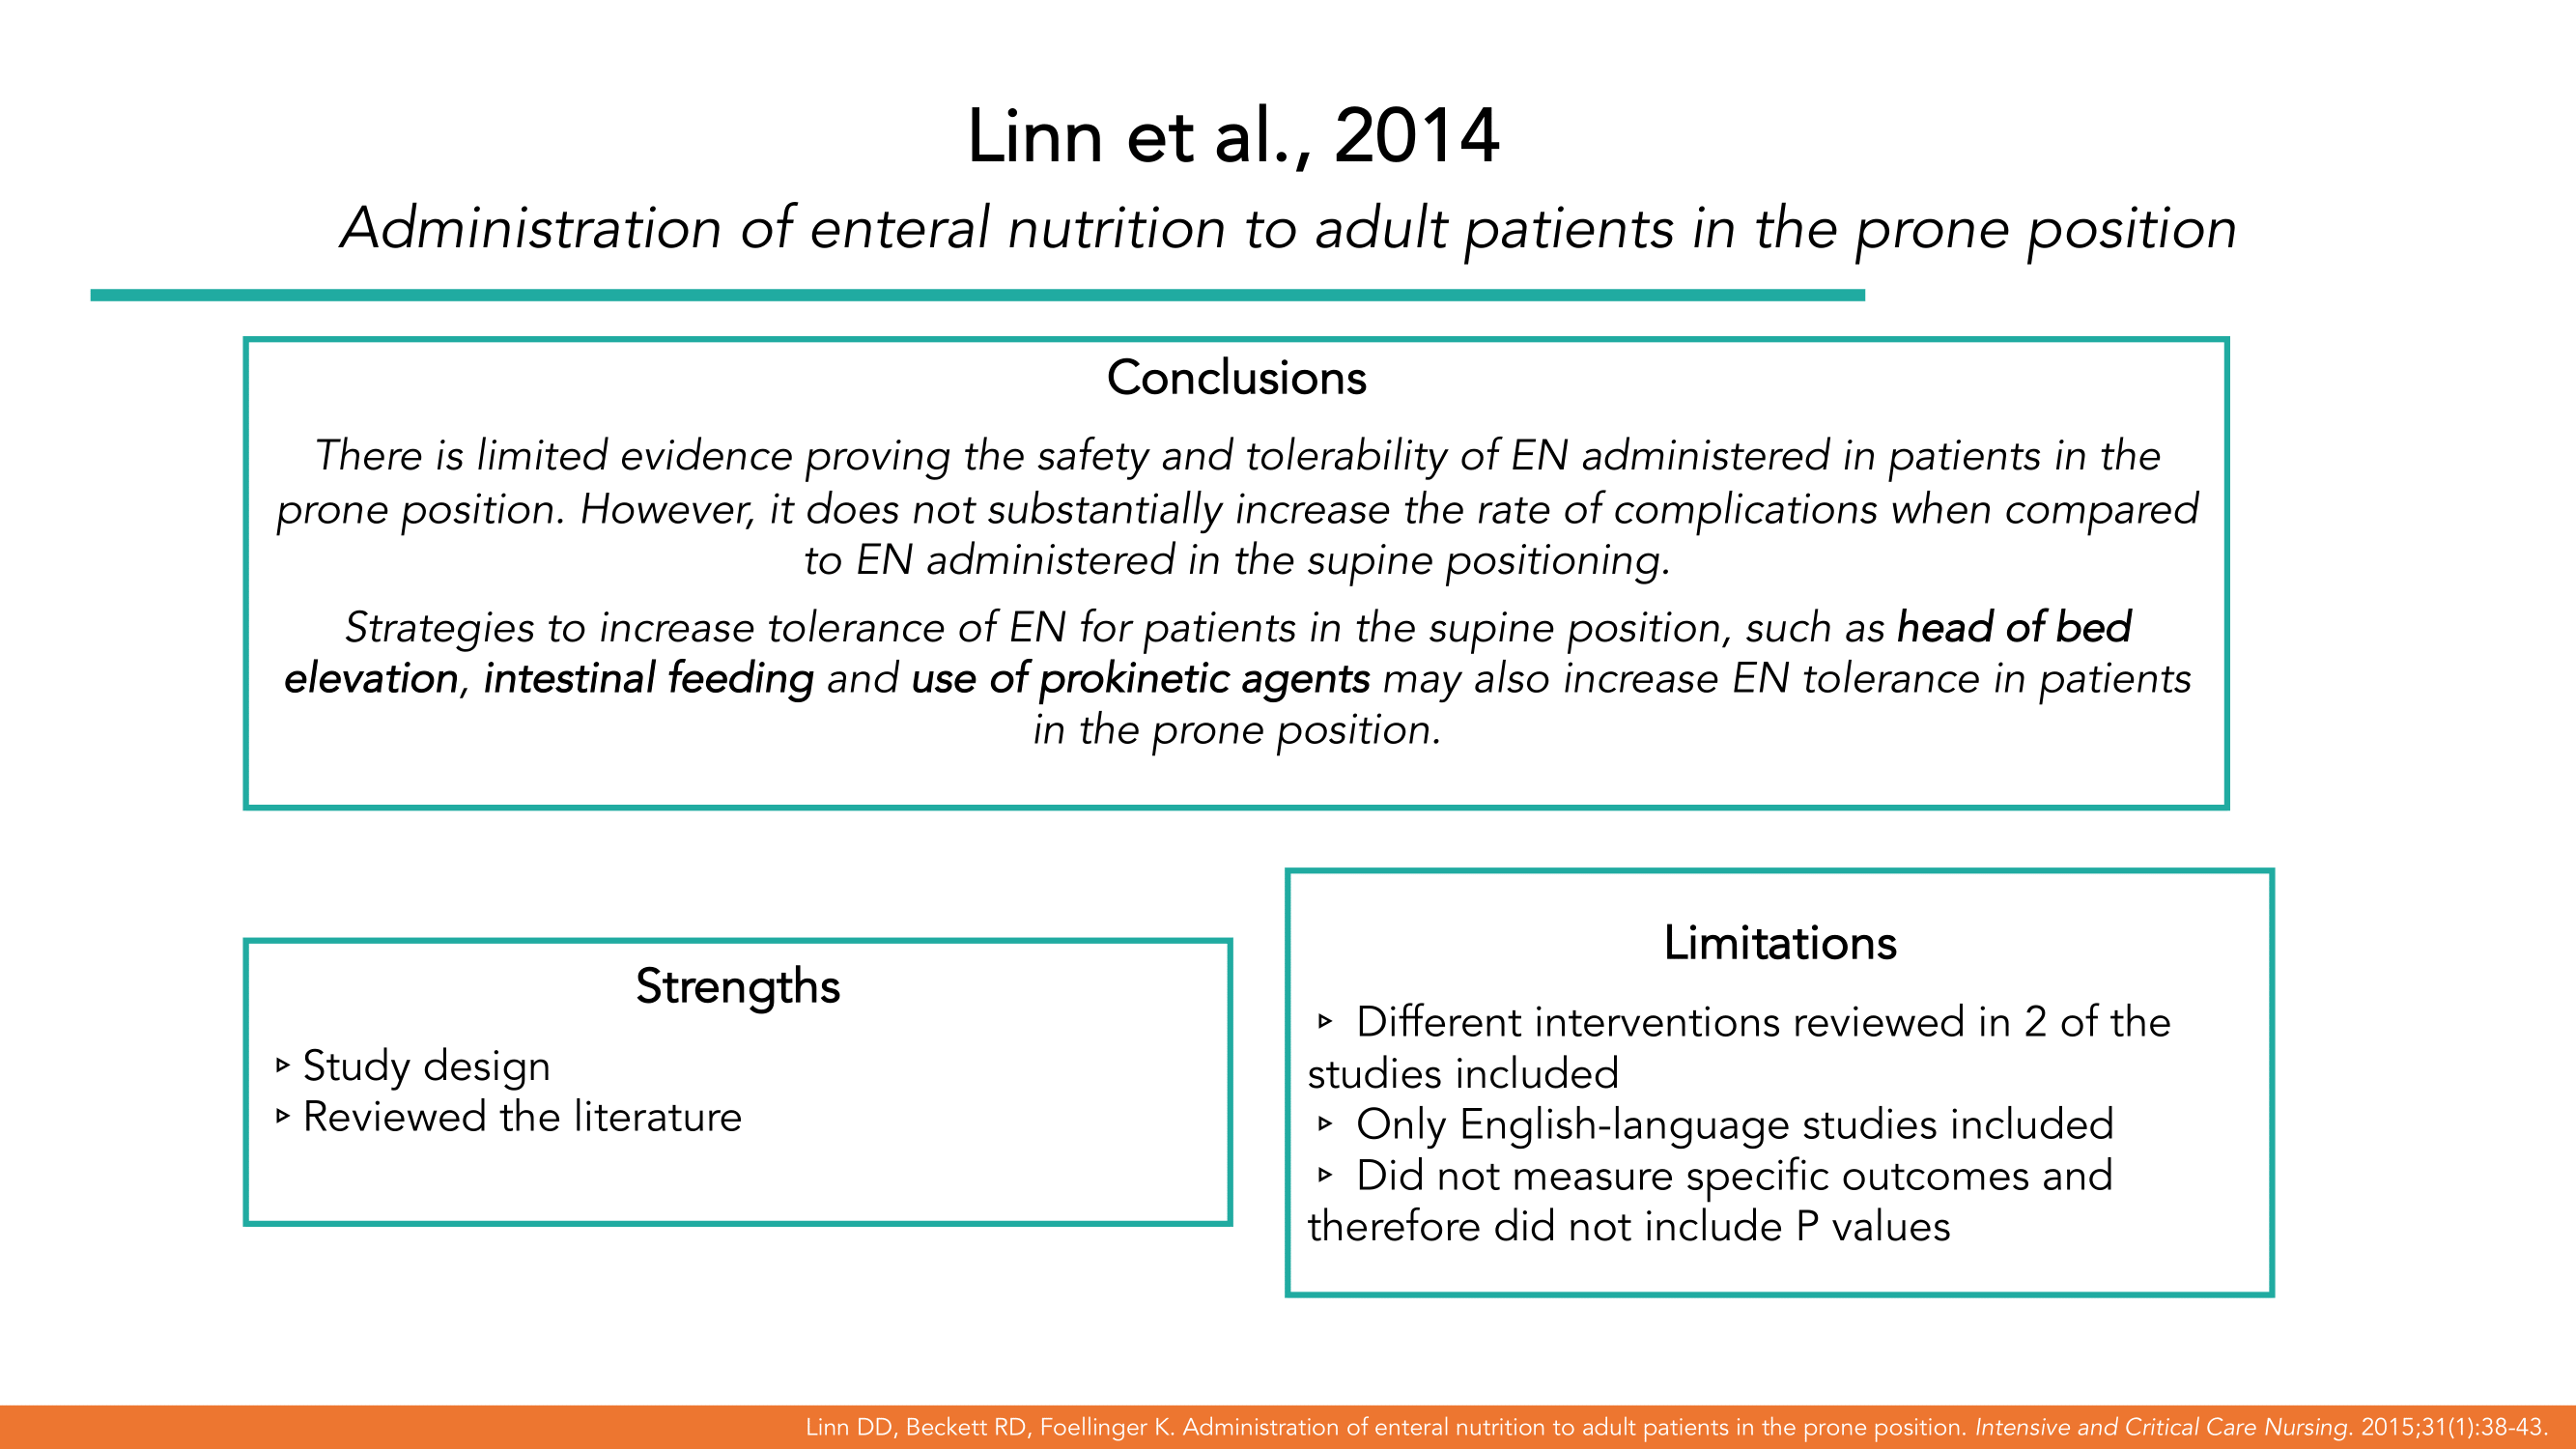 Linn et al., 2014
Administration of enteral nutrition to adult patients in the prone position
Conclusions
There is limited evidence proving the safety and tolerability of EN administered in patients in the
prone position. However, it does not substantially increase the rate of complications when compared
to EN administered in the supine positioning.
Strategies to increase tolerance of EN for patients in the supine position, such as head of bed
elevation, intestinal feeding and use of prokinetic agents may also increase EN tolerance in patients
in the prone position.
Strengths
▹ Study design
▹ Reviewed the literature
Limitations
▹ Different interventions reviewed in 2 of the
studies included
▹ Only English-language studies included
▹ Did not measure specific outcomes and
therefore did not include P values
Linn DD, Beckett RD, Foellinger K. Administration of enteral nutrition to adult patients in the prone position. Intensive and Critical Care Nursing. 2015;31(1):38-43.